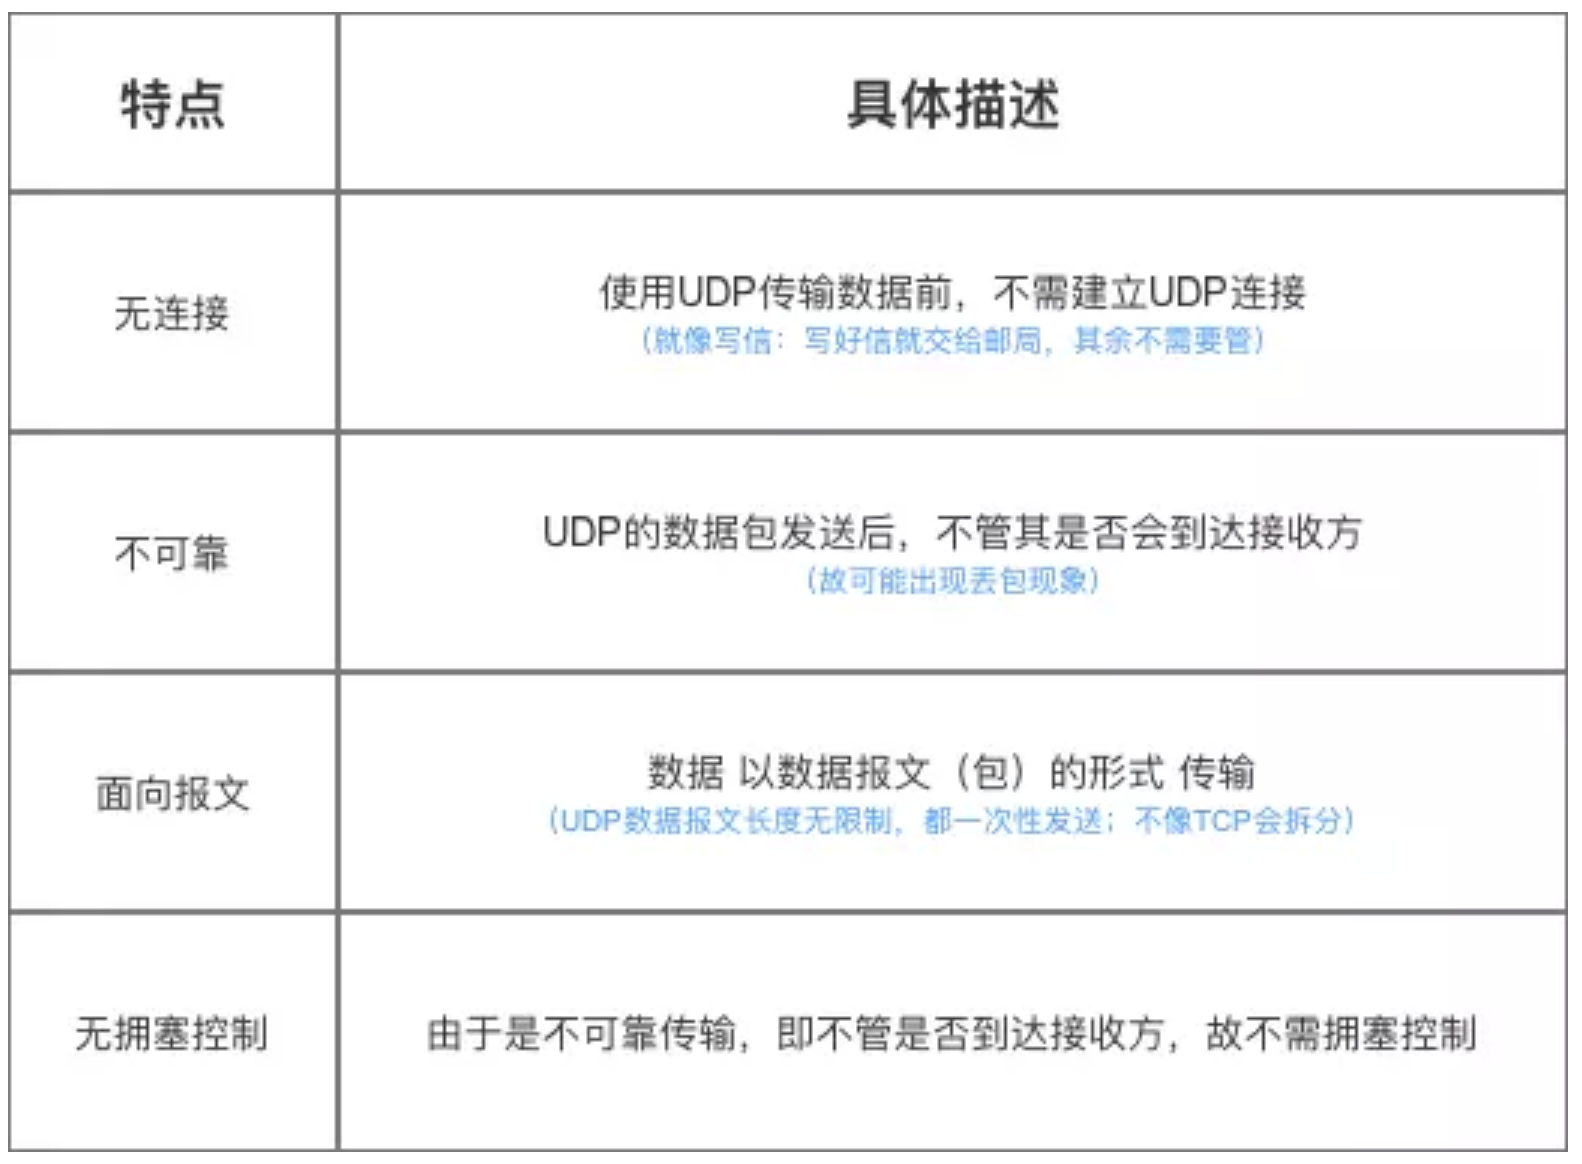 特点
具体描述
无连接
使用UDP传输数据前，不需建立UDP连接
（就像写信：写好信就交给邮局，其余不需要管）
不可靠
UDP的数据包发送后，不管其是否会到达接收方
（故可能出现丢包现象）
面向报文
数据 以数据报文（包）的形式 传输
（UDP数据报文长度无限制，都一次性发送；不像TCP会拆分）
无拥塞控制
由于是不可靠传输，即不管是否到达接收方，故不需拥塞控制